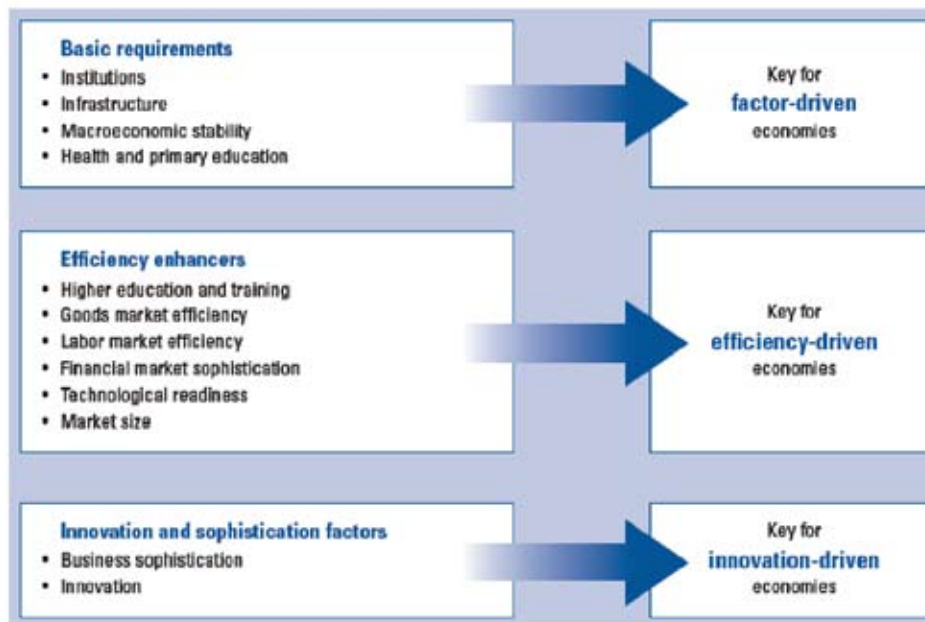 Basic requirements
• Institutions
• Infrastructure
• Macroeconomic stability
• Health and primary education
Key for
factor-driven
economies
Efficiency enhancers
• Higher education and training
• Goods market efficiency
• Labor market efficiency
• Financial market sophistication
• Technological readiness
• Market size
Key for
efficiency-driven
economies
Innovation and sophistication factors
• Business sophistication
• Innovation
Key for
innovation-driven
economies